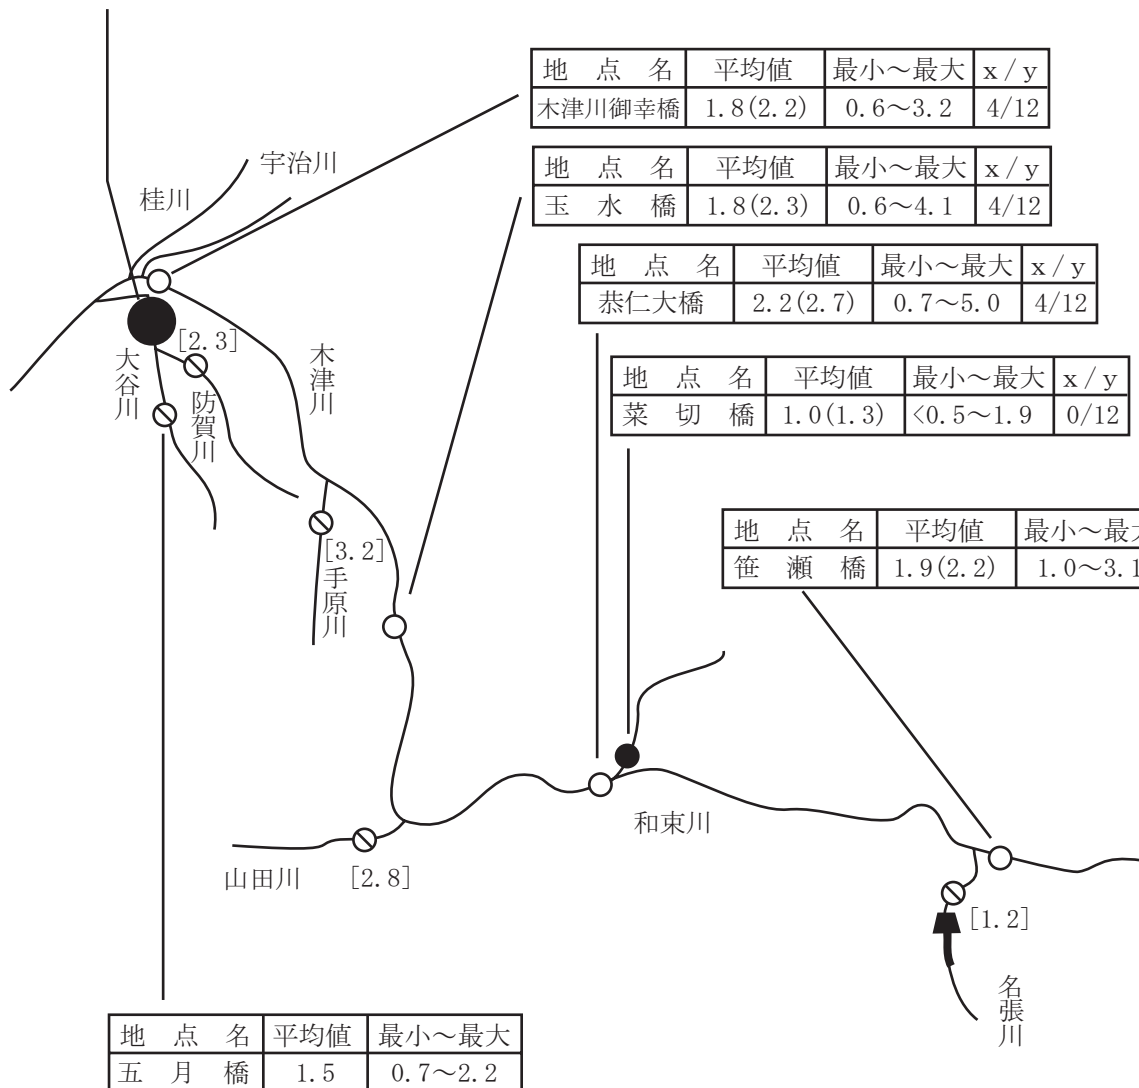 地点名 平均値 最小～最大 x/y
木津川御幸橋 1.8(2.2) 0.6～3.2 4/12
地点名 平均値 最小～最大 x/y
玉水橋 1.8(2.3) 0.6～4.1 4/12
宇治川
桂川
地点名 平均値 最小～最大 x/y
恭仁大橋 2.2(2.7) 0.7～5.0 4/12
[2.3]
大谷川
防賀川
木津川
地点名 平均値 最小～最大 x/y
菜切橋 1.0(1.3) <0.5～1.9 0/12
[3.2]
手原川
地点名 平均値 最小～最
笹瀬橋 1.9(2.2) 1.0～3.1
和束川
山田川
[2.8]
[1.2]
名張川
地点名 平均値 最小～最大
五月橋 1.5 0.7～2.2